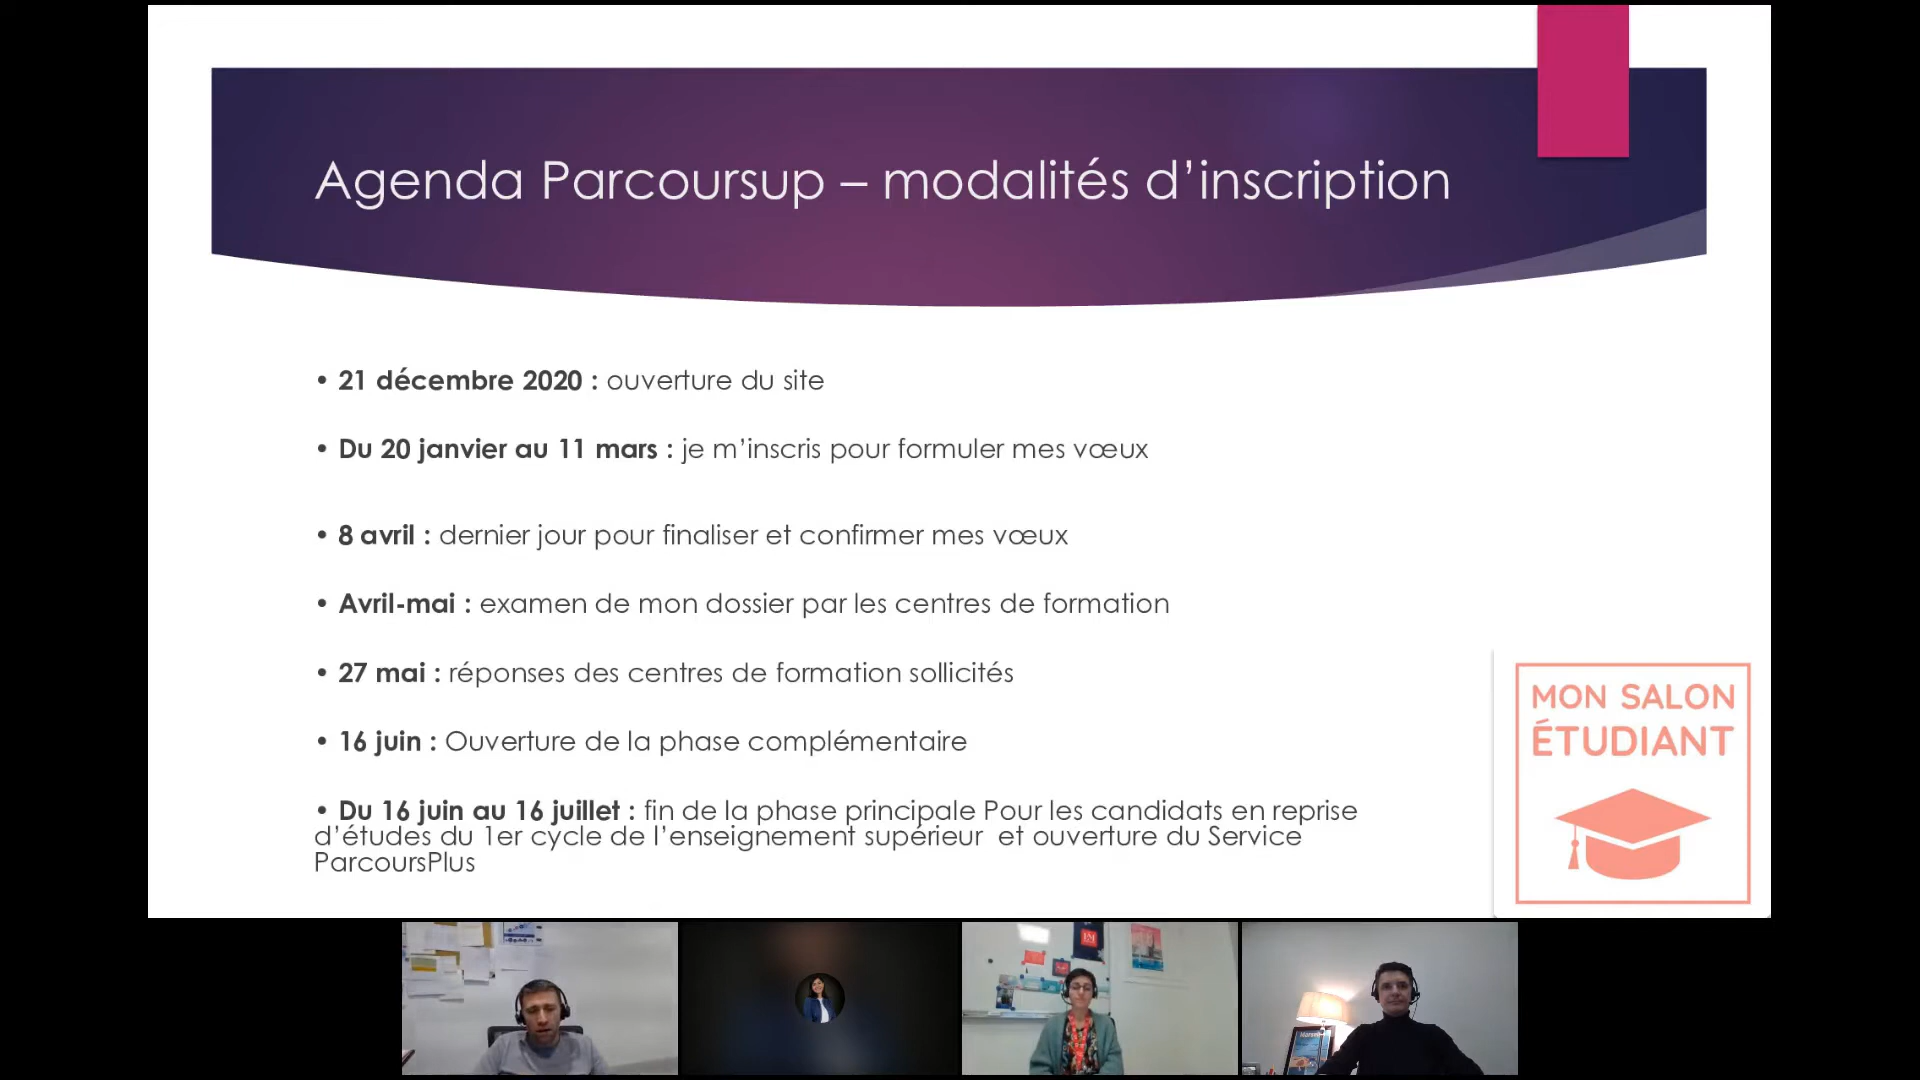 Agenda Parcoursup – modalités d’inscription
• 21 décembre 2020 : ouverture du site
• Du 20 janvier au 11 mars : je m’inscris pour formuler mes vœux
• 8 avril : dernier jour pour finaliser et confirmer mes vœux
• Avril-mai : examen de mon dossier par les centres de formation
• 27 mai : réponses des centres de formation sollicités
• 16 juin : Ouverture de la phase complémentaire
• Du 16 juin au 16 juillet : fin de la phase principale Pour les candidats en reprise
d’études du 1er cycle de l’enseignement supérieur et ouverture du Service
ParcoursPlus
MON SALON
ÉTUDIANT